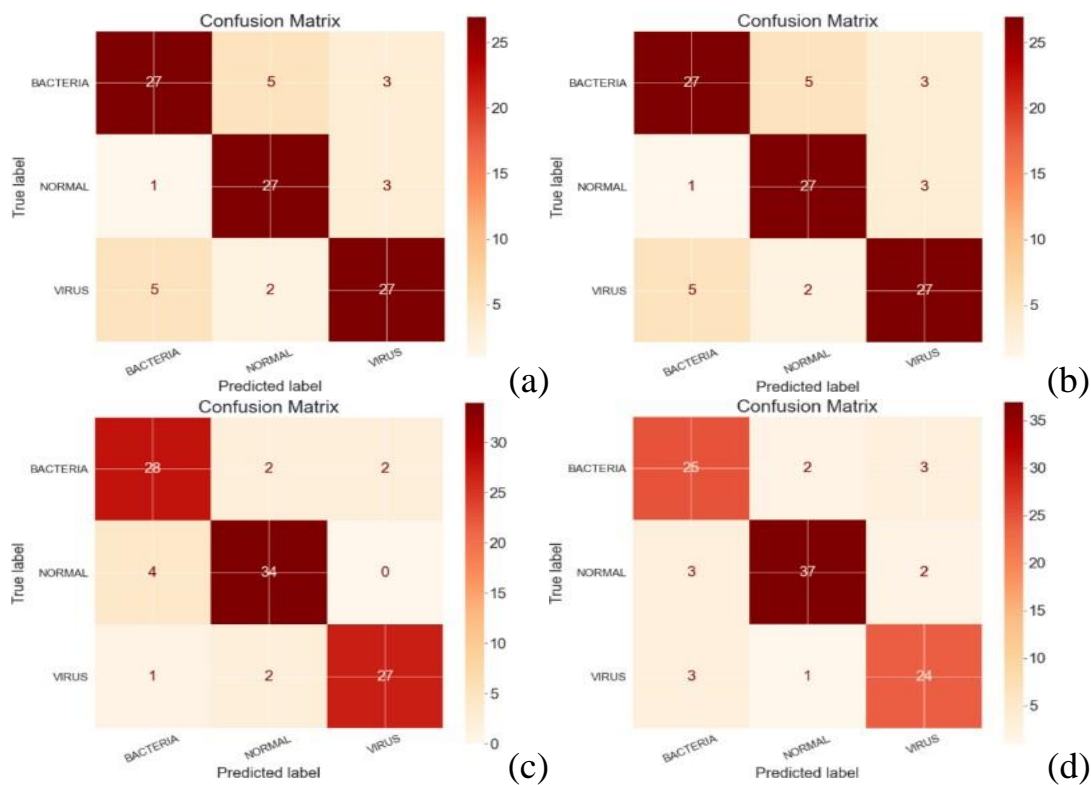 Confusion Matrix
BACTERIA 27 5 3
25
20
NORMAL 1 27 3
True label
15
10
VIRUS 5 2 27
5
BACTERIA NORMAL VIRUS
Predicted label
(a)
Confusion Matrix
BACTERIA 27 5 3
25
20
NORMAL 1 27 3
True label
15
10
VIRUS 5 2 27
5
BACTERIA NORMAL VIRUS
Predicted label
(b)
Confusion Matrix
BACTERIA 28 2 2
30
25
20
NORMAL 4 34 0
True label
15
10
VIRUS 1 2 27
5
0
BACTERIA NORMAL VIRUS
Predicted label
(c)
Confusion Matrix
BACTERIA 25 2 3
35
30
25
NORMAL 3 37 2
True label
20
15
10
VIRUS 3 1 24
5
BACTERIA NORMAL VIRUS
Predicted label
(d)